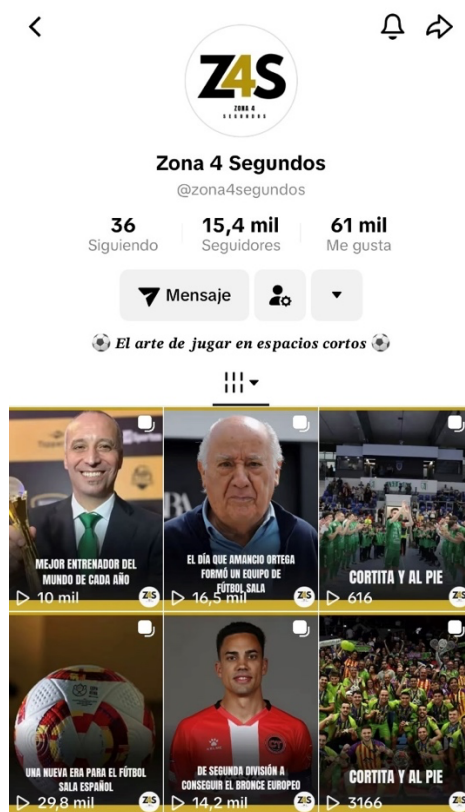 Z4S
ZONA 4
SEGUNDOS
Zona 4 Segundos
@zona4segundos
36
15,4 mil
61 mil
Siguiendo
Seguidores
Me gusta
Mensaje
El arte de jugar en espacios cortos
MEJOR ENTRENADOR DEL
MUNDO DE CADA AÑO
10 mil
Z4S
EL DÍA QUE AMANCIO ORTEGA
FORMÓ UN EQUIPO DE
FÚTBOL SALA
16,5 mil
Z4S
CORTITA Y AL PIE
616
Z4S
UNA NUEVA ERA PARA EL FÚTBOL
SALA ESPAÑOL
29,8 mil
Z4S
DE SEGUNDA DIVISIÓN A
CONSEGUIR EL BRONCE EUROPEO
14,2 mil
Z4S
CORTITA Y AL PIE
3166
Z4S